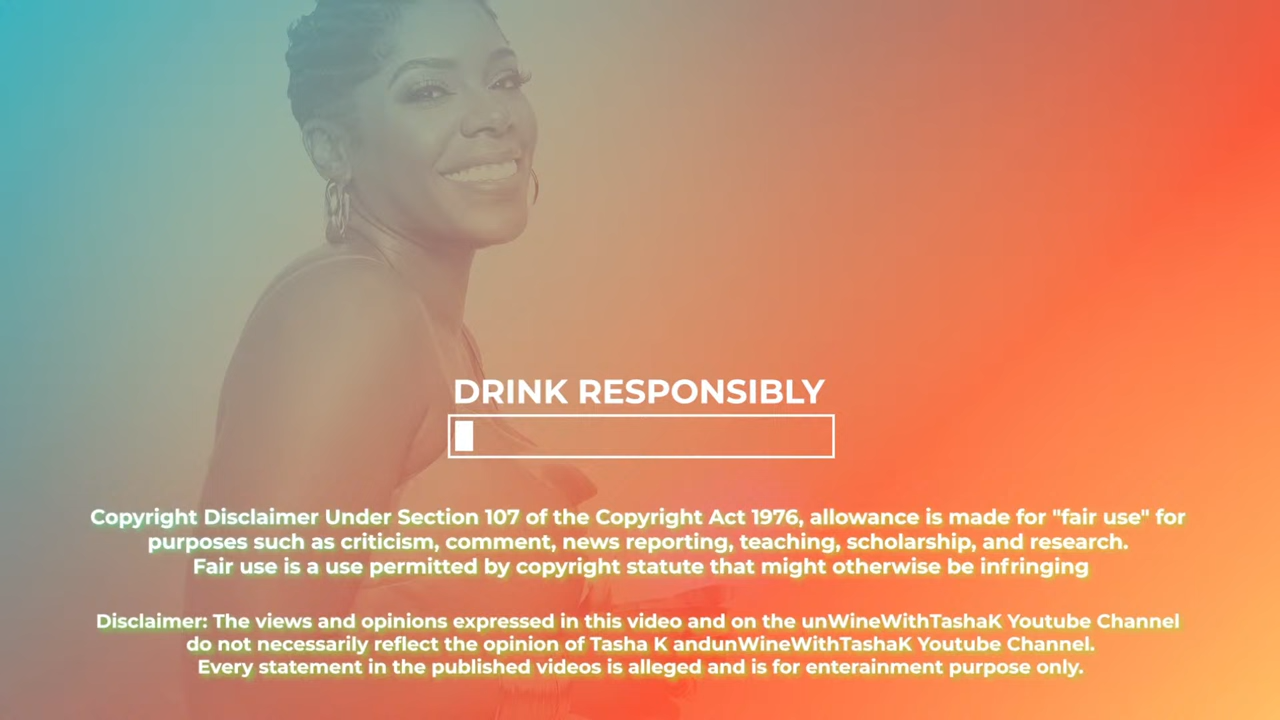 DRINK RESPONSIBLY
Copyright Disclaimer Under Section 107 of the Copyright Act 1976, allowance is made for "fair use" for
purposes such as criticism, comment, news reporting, teaching, scholarship, and research.
Fair use is a use permitted by copyright statute that might otherwise be infringing
Disclaimer: The views and opinions expressed in this video and on the unWineWithTashaK Youtube Channel
do not necessarily reflect the opinion of Tasha K andunWineWithTashaK Youtube Channel.
Every statement in the published videos is alleged and is for enterainment purpose only.